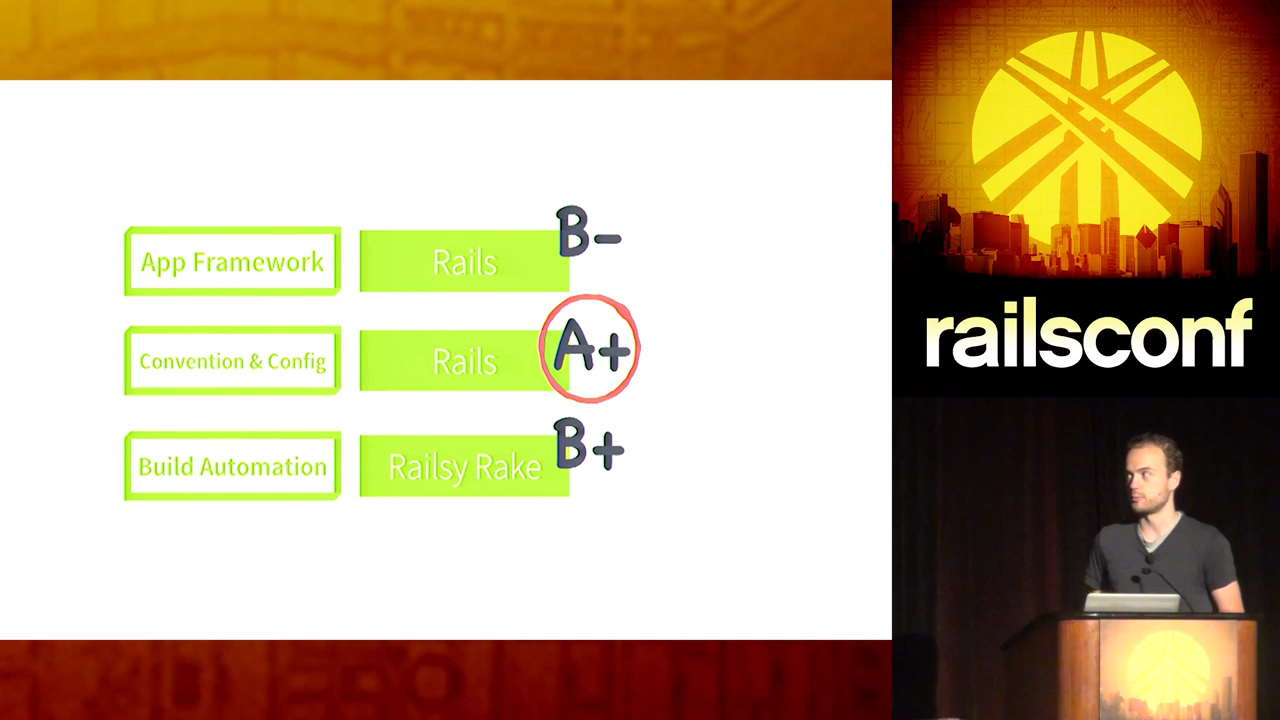 App Framework
Rails
B-
Convention & Config
Rails
A+
Build Automation
Railsy Rake
B+
railsconf